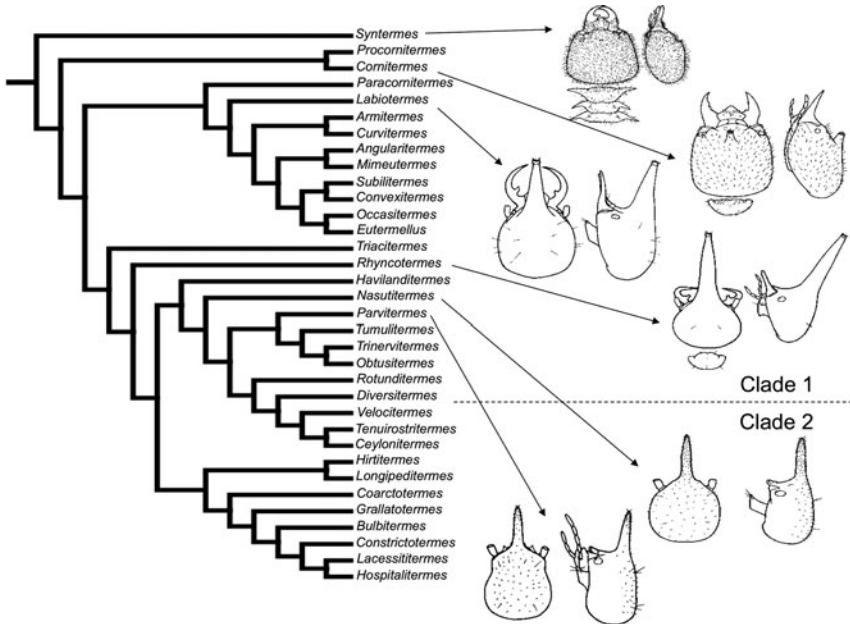 Syntermes
Procornitermes
Cornitermes
Paracornitermes
Labiotermes
Armitermes
Curvitermes
Angularitermes
Mimeutermes
Subilitermes
Convexitermes
Occasitermes
Eutermellus
Triacitermes
Rhyncotermes
Havilanditermes
Nasutitermes
Parvitermes
Tumulitermes
Trinervitermes
Obtusitermes
Rotunditermes
Diversitermes
Velocitermes
Tenuirostritermes
Ceylonitermes
Hirtitermes
Longipeditermes
Coarctotermes
Grallatotermes
Bulbitermes
Constrictotermes
Lacessititermes
Hospitalitermes
Clade 1
Clade 2